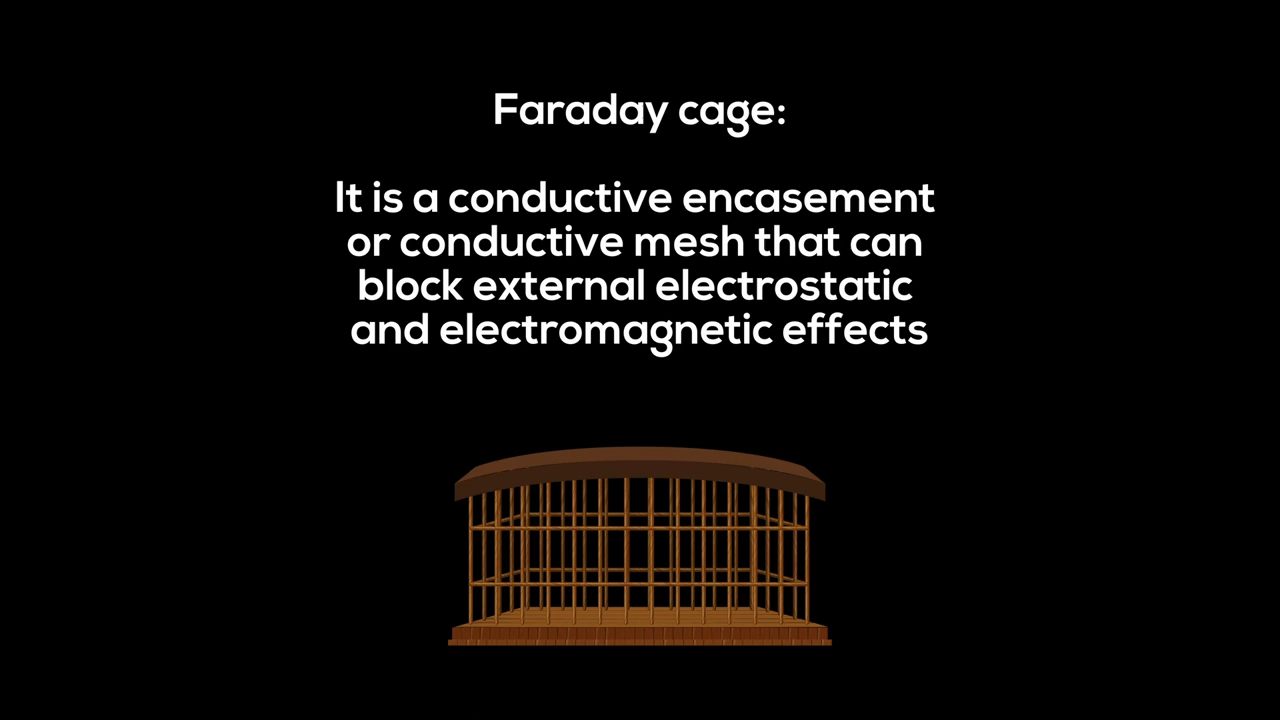 Faraday cage:
It is a conductive encasement
or conductive mesh that can
block external electrostatic
and electromagnetic effects